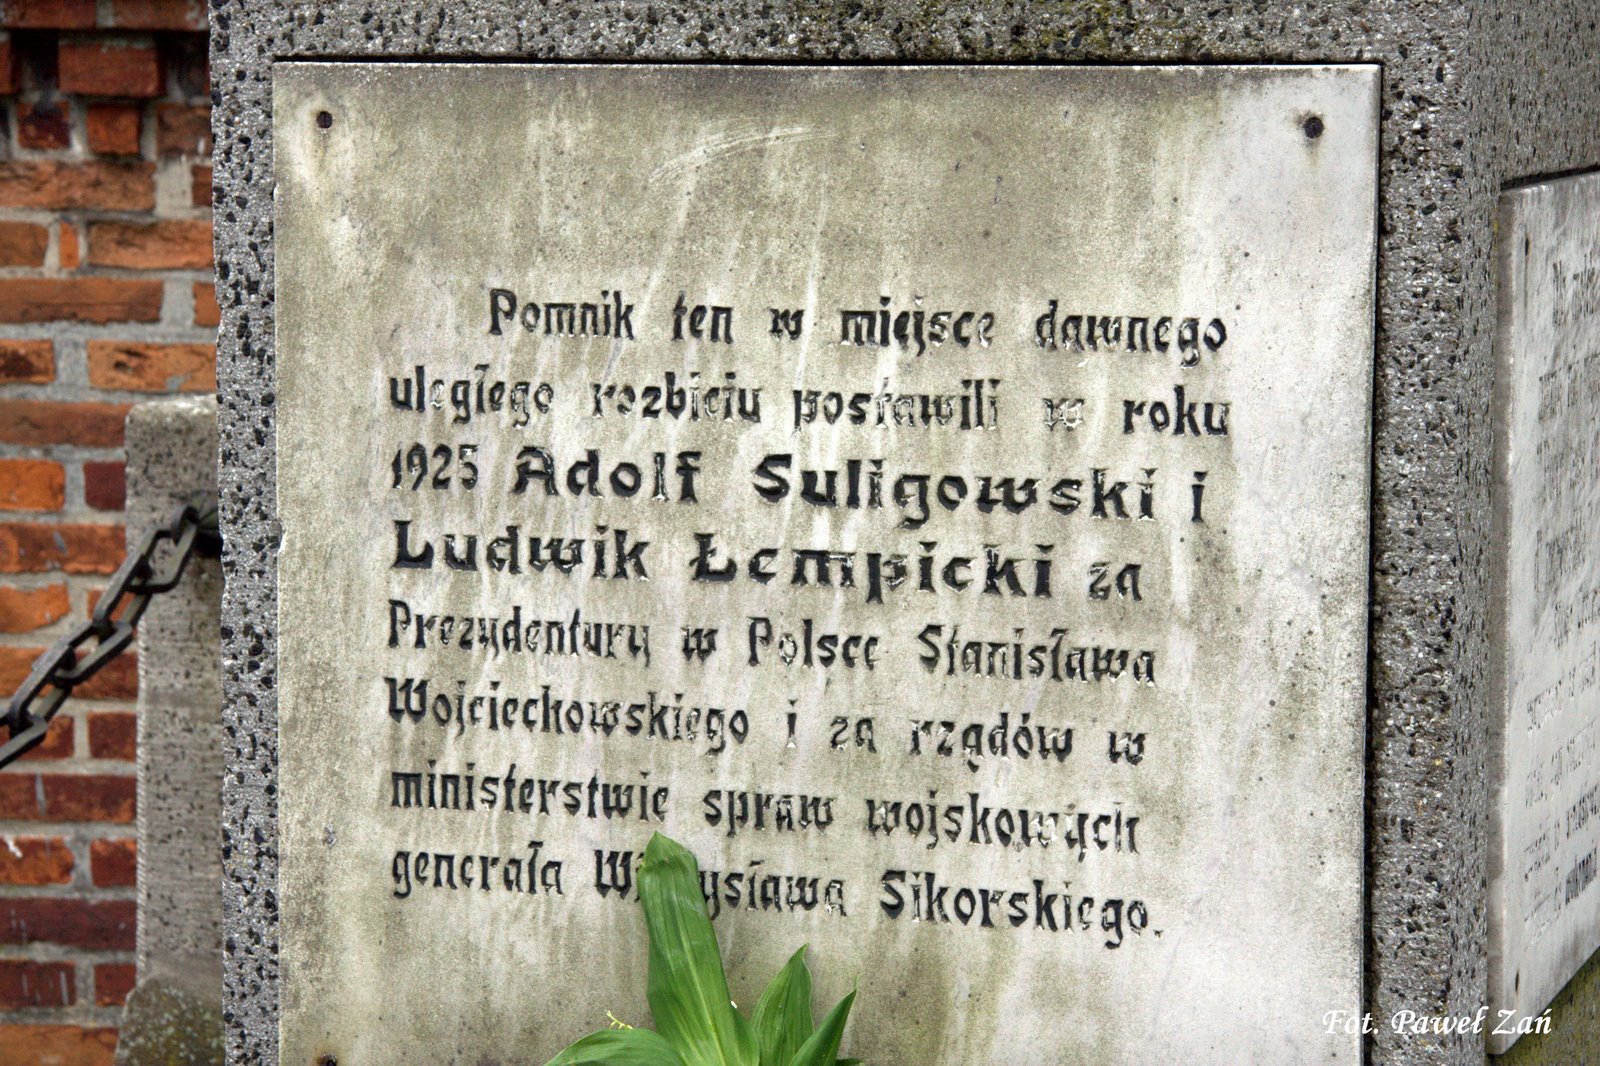 Pomnik ten w miejsce dawnego
uległego rozbiciu postawili w roku
1925 Adolf Suligowski i
Ludwik Łempicki za
Prezydentury w Polsce Stanisława
Wojciechowskiego i za rządów w
ministerstwie spraw wojskowych
generała Sikorskiego.
Fot. Paweł Zań